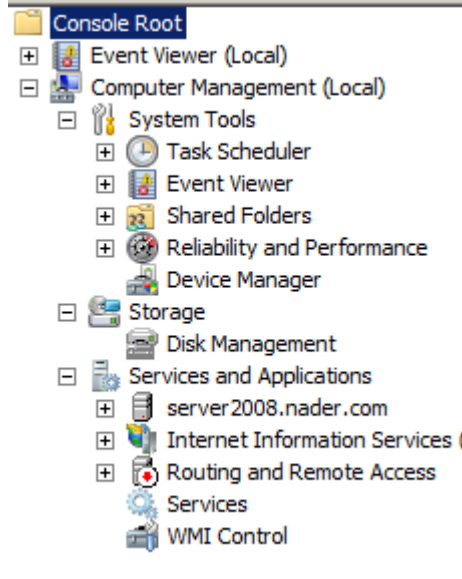 Console Root
Event Viewer (Local)
Computer Management (Local)
System Tools
Task Scheduler
Event Viewer
Shared Folders
Reliability and Performance
Device Manager
Storage
Disk Management
Services and Applications
server2008.nader.com
Internet Information Services (
Routing and Remote Access
Services
WMI Control